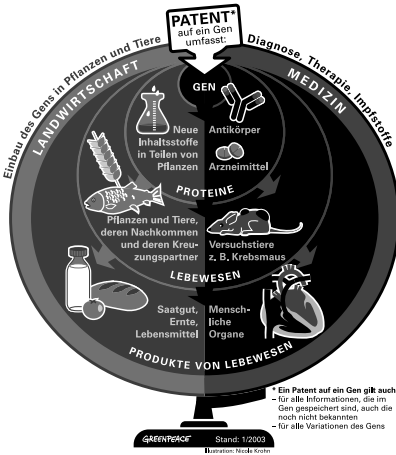 PATENT*
auf ein Gen
umfasst:
Einbau des Gens in Pflanzen und Tiere
LANDWIRTSCHAFT
Diagnose, Therapie, Impfstoffe
MEDIZIN
GEN
Neue
Inhaltsstoffe
in Teilen von
Pflanzen
Antikörper
Arzneimittel
PROTEINE
Pflanzen und Tiere,
deren Nachkommen
und deren Kreu-
zungspartner
Versuchstiere
z. B. Krebsmaus
LEBEWESEN
Saatgut,
Ernte,
Lebensmittel
Mensch-
liche
Organe
PRODUKTE VON LEBEWESEN
* Ein Patent auf ein Gen gilt auch
– für alle Informationen, die im
Gen gespeichert sind, auch die
noch nicht bekannten
– für alle Variationen des Gens
GREENPEACE Stand: 1/2003
Illustration: Nicole Krohn